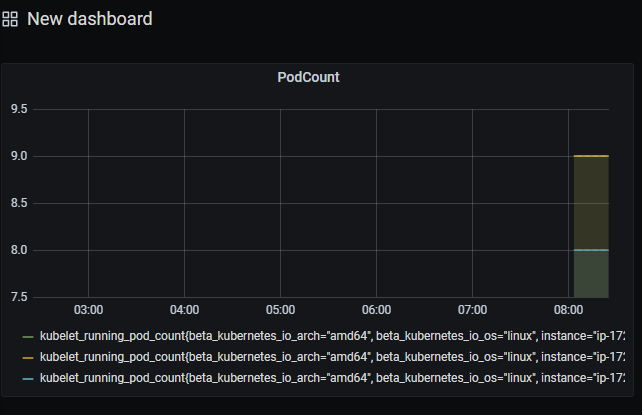 New dashboard
PodCount
9.5
9.0
8.5
8.0
7.5
03:00 04:00 05:00 06:00 07:00 08:00
kubelet_running_pod_count{beta_kubernetes_io_arch="amd64", beta_kubernetes_io_os="linux", instance="ip-172
kubelet_running_pod_count{beta_kubernetes_io_arch="amd64", beta_kubernetes_io_os="linux", instance="ip-172
kubelet_running_pod_count{beta_kubernetes_io_arch="amd64", beta_kubernetes_io_os="linux", instance="ip-172